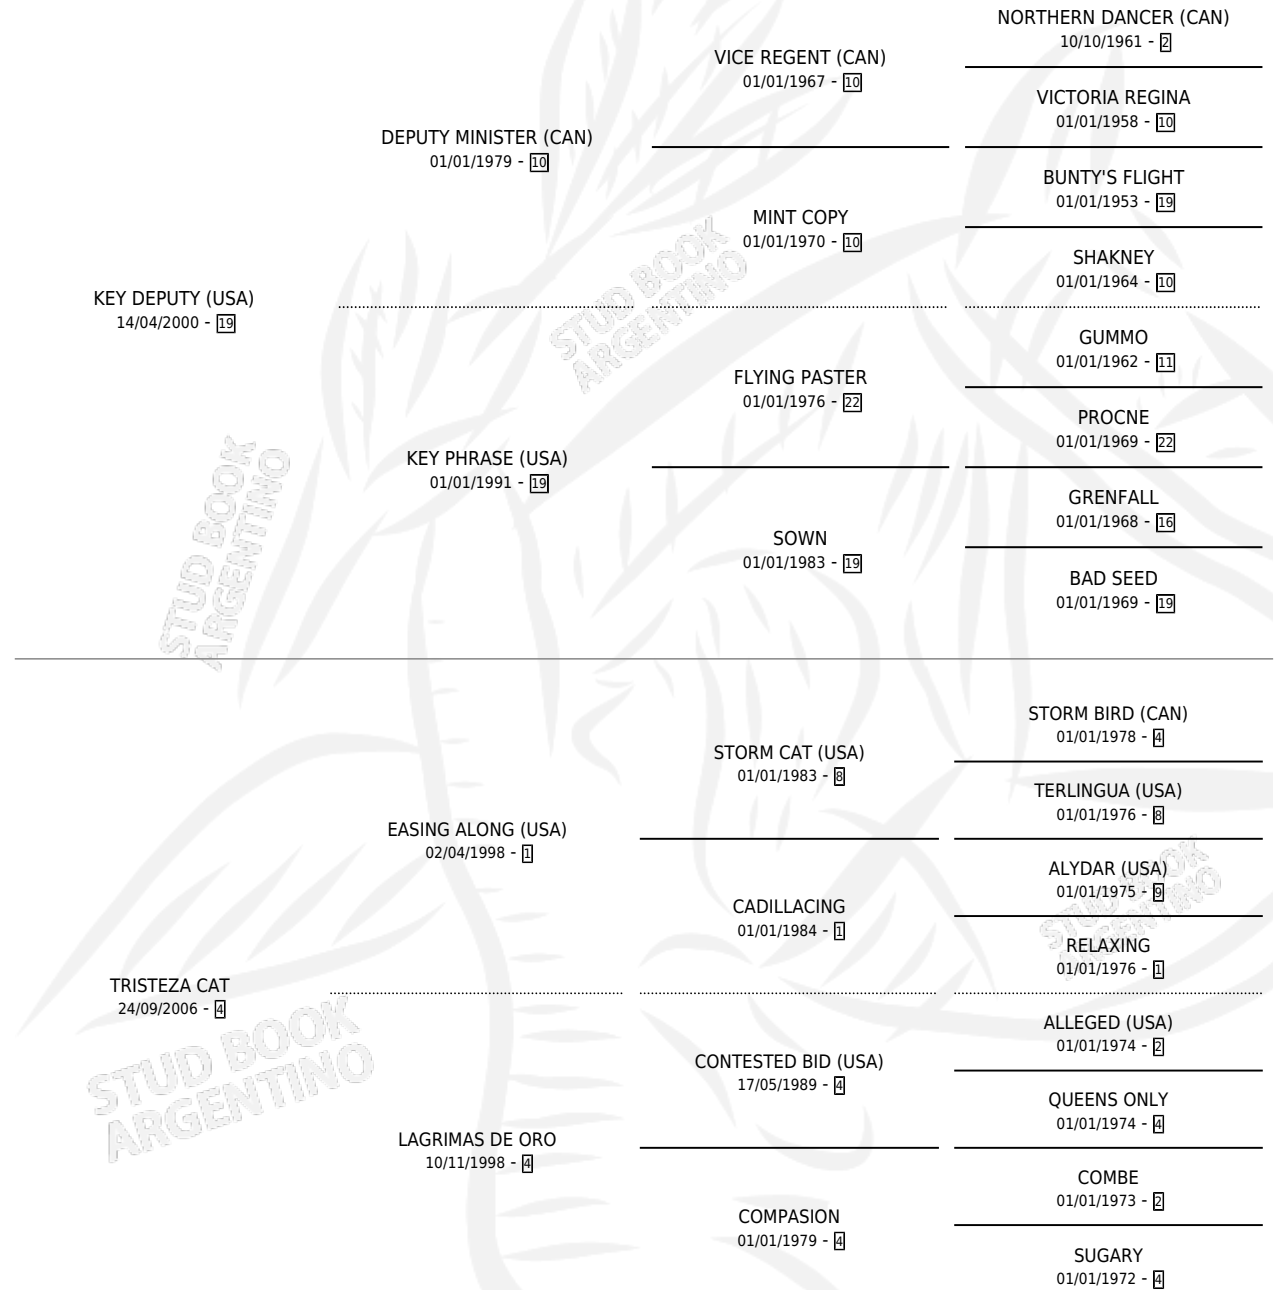 NORTHERN DANCER (CAN)
10/10/1961 - 2
VICE REGENT (CAN)
01/01/1967 - 10
VICTORIA REGINA
01/01/1958 - 10
DEPUTY MINISTER (CAN)
01/01/1979 - 10
BUNTY'S FLIGHT
01/01/1953 - 19
MINT COPY
01/01/1970 - 10
SHAKNEY
01/01/1964 - 10
KEY DEPUTY (USA)
14/04/2000 - 19
GUMMO
01/01/1962 - 11
FLYING PASTER
01/01/1976 - 22
PROCNE
01/01/1969 - 22
KEY PHRASE (USA)
01/01/1991 - 19
GRENFALL
01/01/1968 - 16
SOWN
01/01/1983 - 19
BAD SEED
01/01/1969 - 19
STORM BIRD (CAN)
01/01/1978 - 4
STORM CAT (USA)
01/01/1983 - 8
TERLINGUA (USA)
01/01/1976 - 8
EASING ALONG (USA)
02/04/1998 - 1
ALYDAR (USA)
01/01/1975 - 9
CADILLACING
01/01/1984 - 1
RELAXING
01/01/1976 - 1
TRISTEZA CAT
24/09/2006 - 4
ALLEGED (USA)
01/01/1974 - 2
CONTESTED BID (USA)
17/05/1989 - 4
QUEENS ONLY
01/01/1974 - 4
LAGRIMAS DE ORO
10/11/1998 - 4
COMBE
01/01/1973 - 2
COMPASION
01/01/1979 - 4
SUGARY
01/01/1972 - 4
STUD BOOK
ARGENTINO
STUD BOOK
ARGENTINO
STUD BOOK
ARGENTINO
STUD BOOK
ARGENTINO